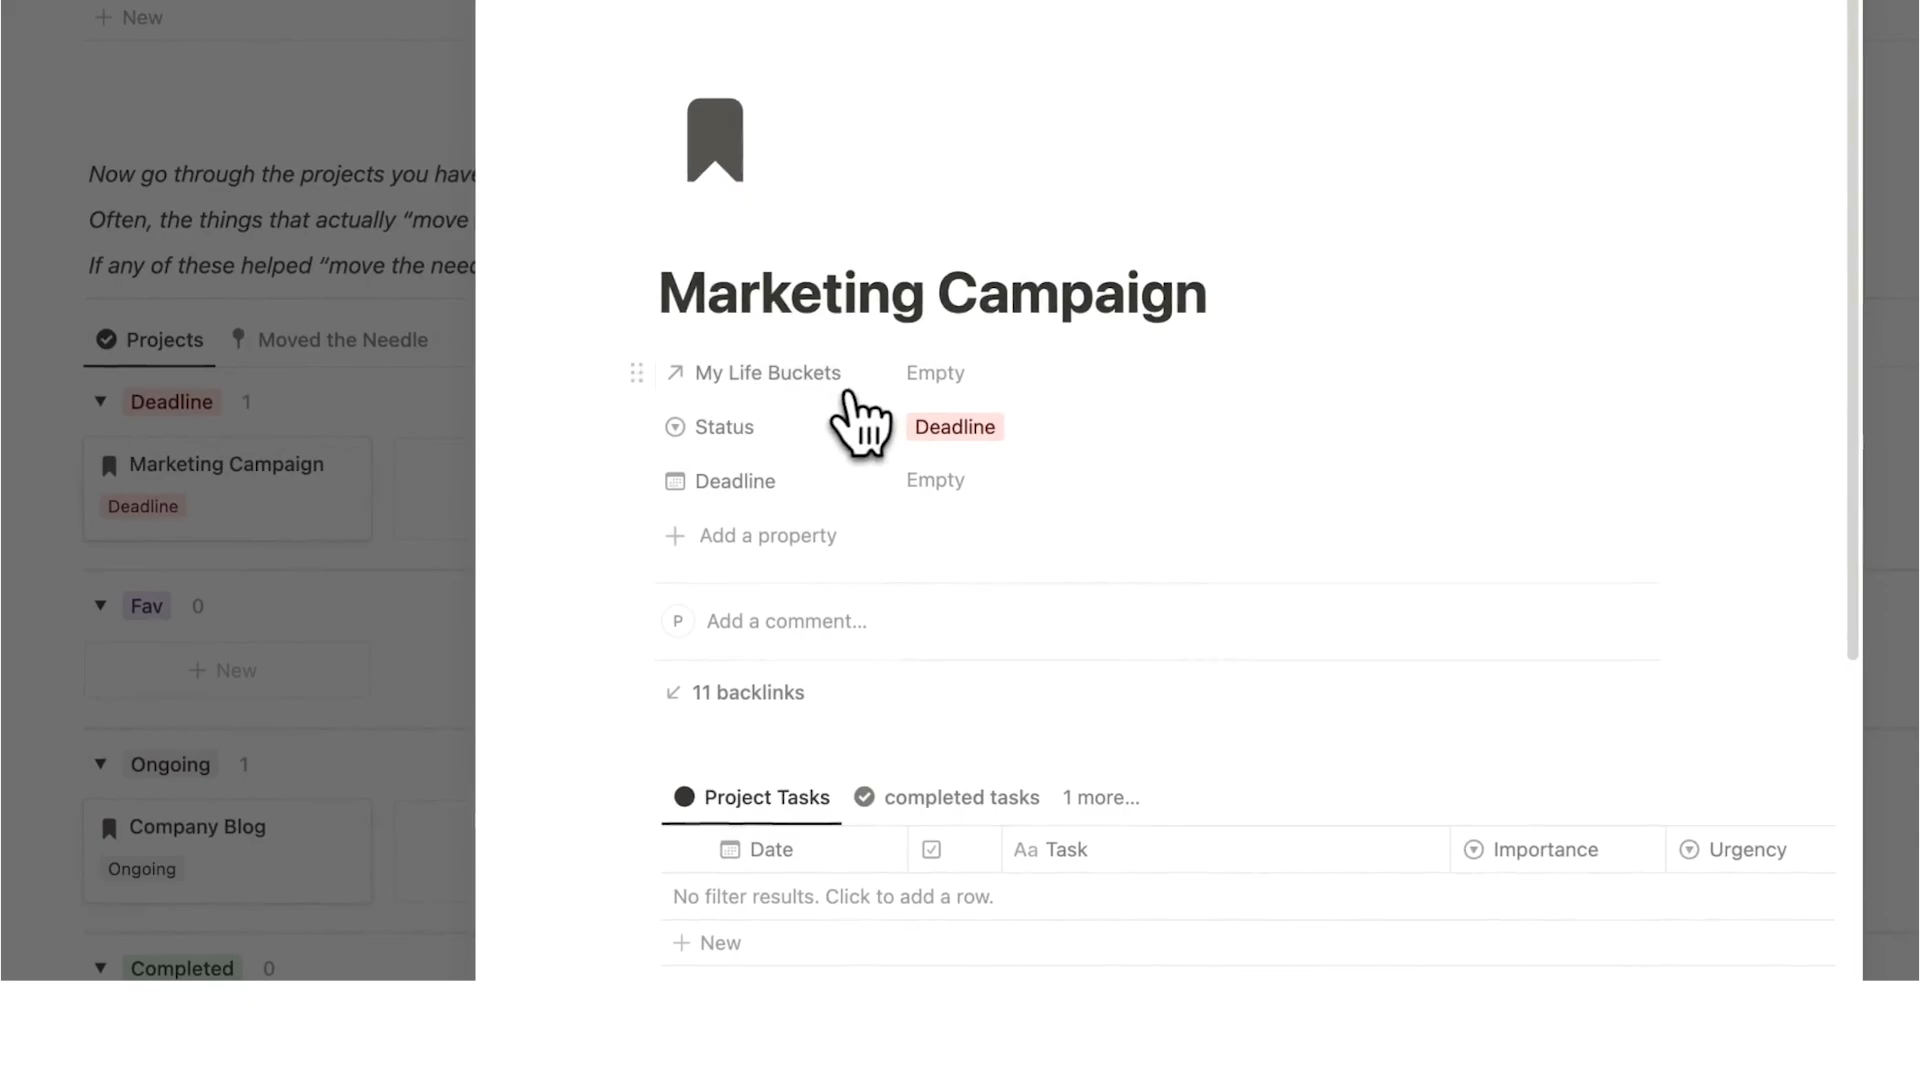 New
Now go through the projects you have
Often, the things that actually “move
If any of these helped “move the need
Projects Moved the Needle
Deadline 1
Marketing Campaign
Deadline
Fav 0
New
Ongoing 1
Company Blog
Ongoing
Completed 0
Marketing Campaign
My Life Buckets Empty
Status Deadline
Deadline Empty
Add a property
P Add a comment...
11 backlinks
Project Tasks completed tasks 1 more...
Date Aa Task Importance Urgency
No filter results. Click to add a row.
New